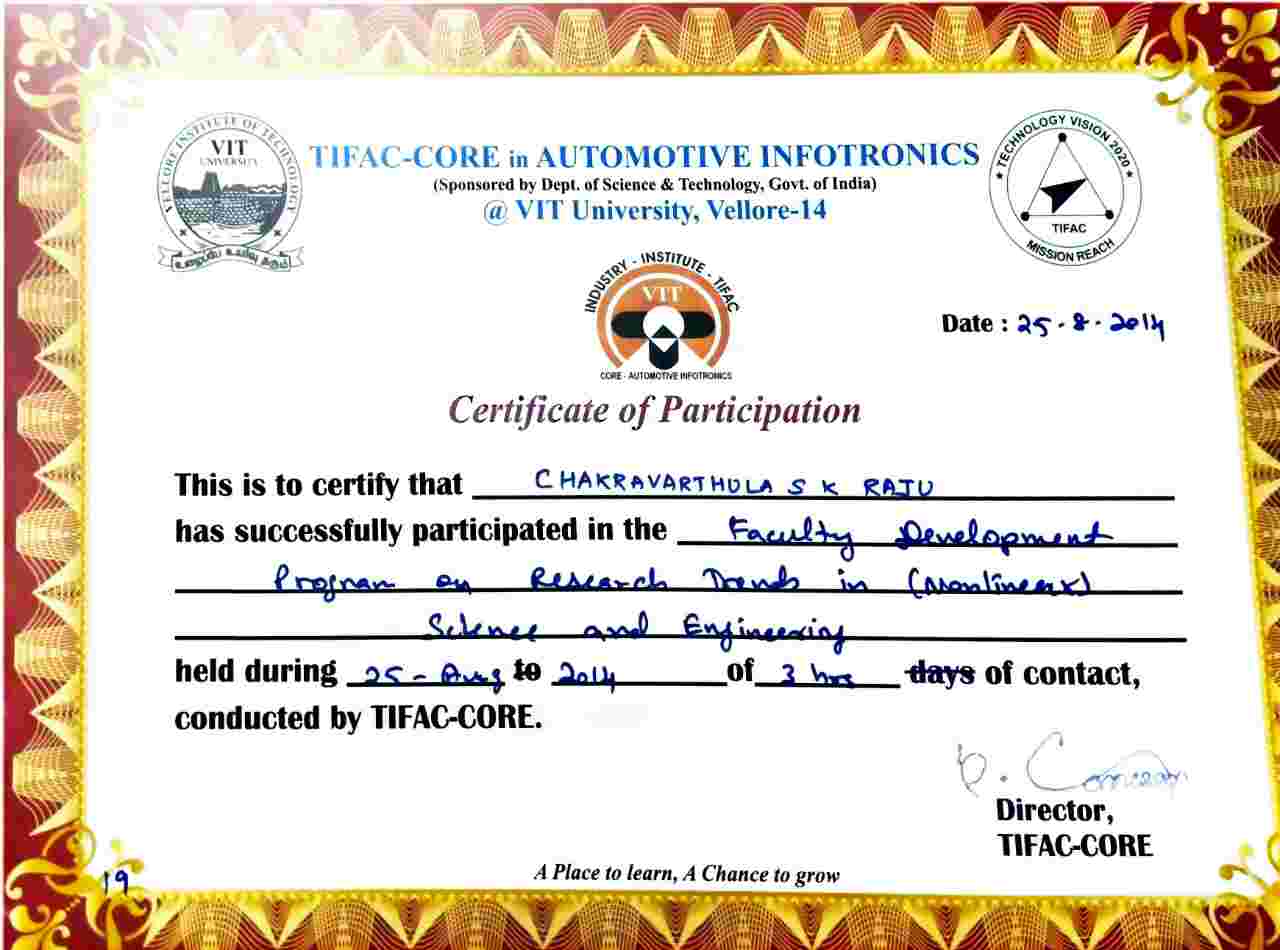 VELLORE INSTITUTE OF TECHNOLOGY
VIT
UNIVERSITY
உழைப்பே உயர்வு தரும்
TIFAC-CORE in AUTOMOTIVE INFOTRONICS
(Sponsored by Dept. of Science & Technology, Govt. of India)
@ VIT University, Vellore-14
TECHNOLOGY VISION 2020
TIFAC
MISSION REACH
INDUSTRY - INSTITUTE - TIFAC
VIT
CORE - AUTOMOTIVE INFOTRONICS
Date : 25-8-2014
Certificate of Participation
This is to certify that CHAKRAVARTHULA S K RAJU
has successfully participated in the Faculty Development
Program on Research Trends in (Nonlinear)
Science and Engineering
held during 25-Aug to 2014 of 3 hrs days of contact,
conducted by TIFAC-CORE.
Director,
TIFAC-CORE
A Place to learn, A Chance to grow
19